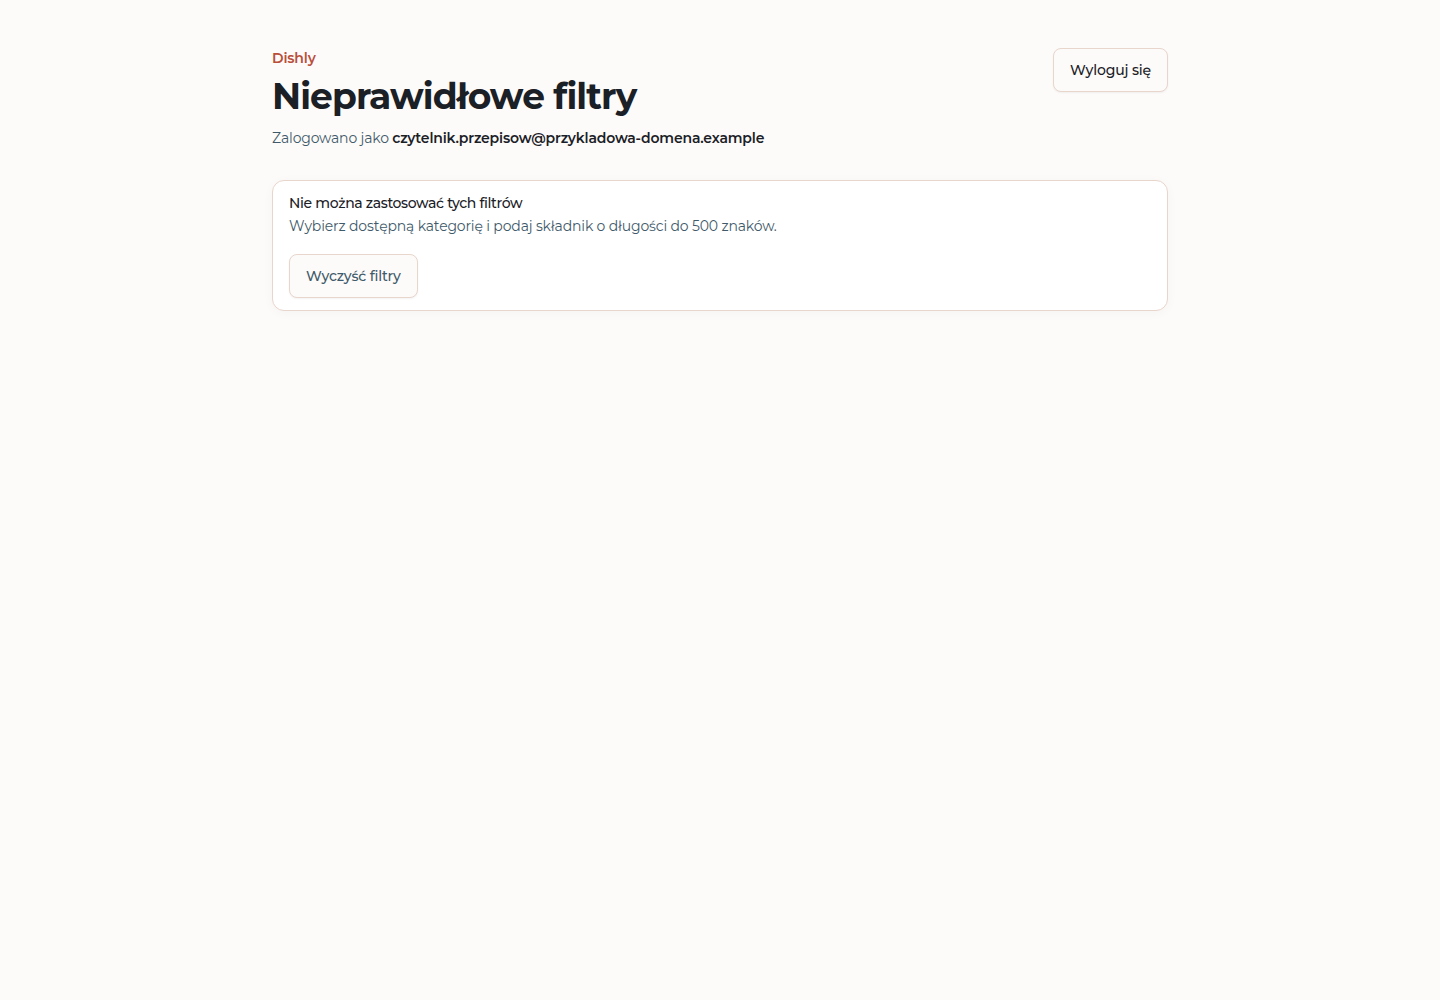 Dishly
Wyloguj się
Nieprawidłowe filtry
Zalogowano jako czytelnik.przepisow@przykladowa-domena.example
Nie można zastosować tych filtrów
Wybierz dostępną kategorię i podaj składnik o długości do 500 znaków.
Wyczyść filtry